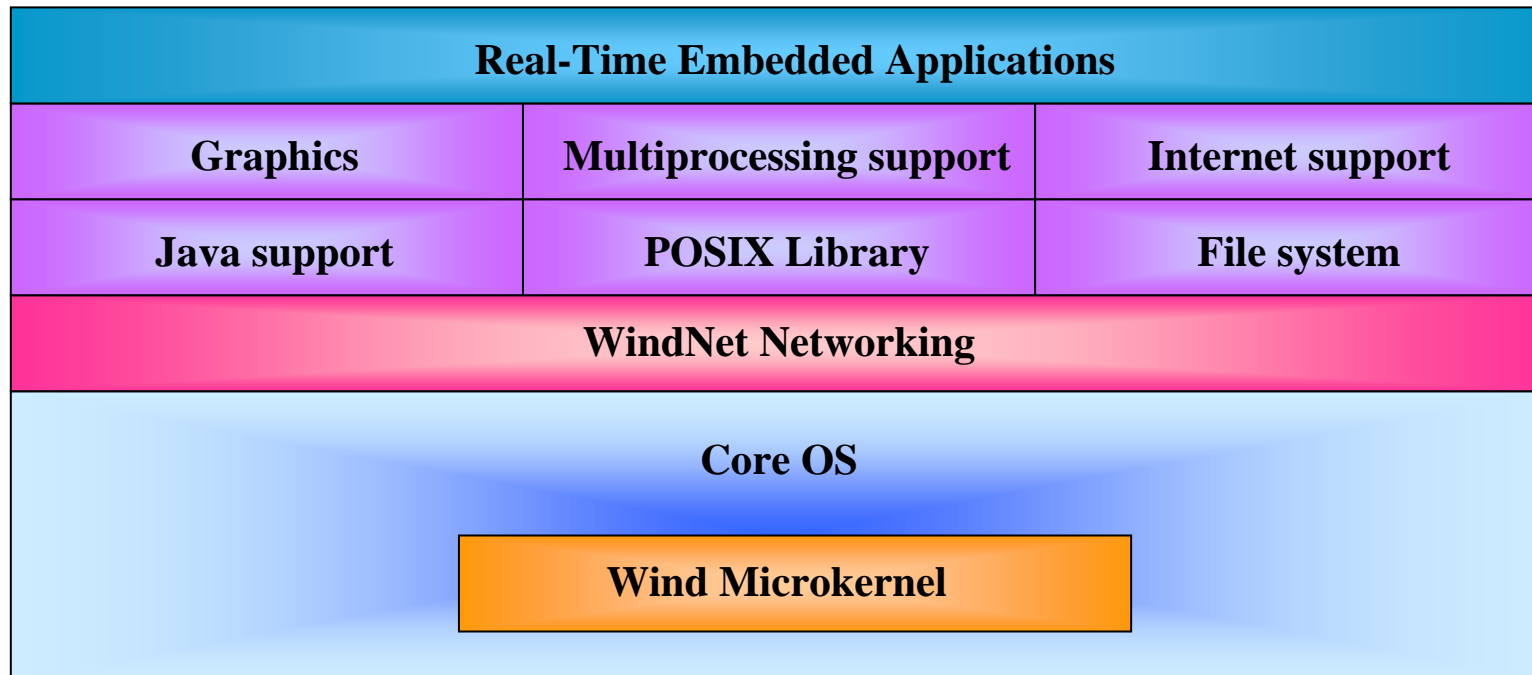 Real-Time Embedded Applications
Graphics
Multiprocessing support
Internet support
Java support
POSIX Library
File system
WindNet Networking
Core OS
Wind Microkernel